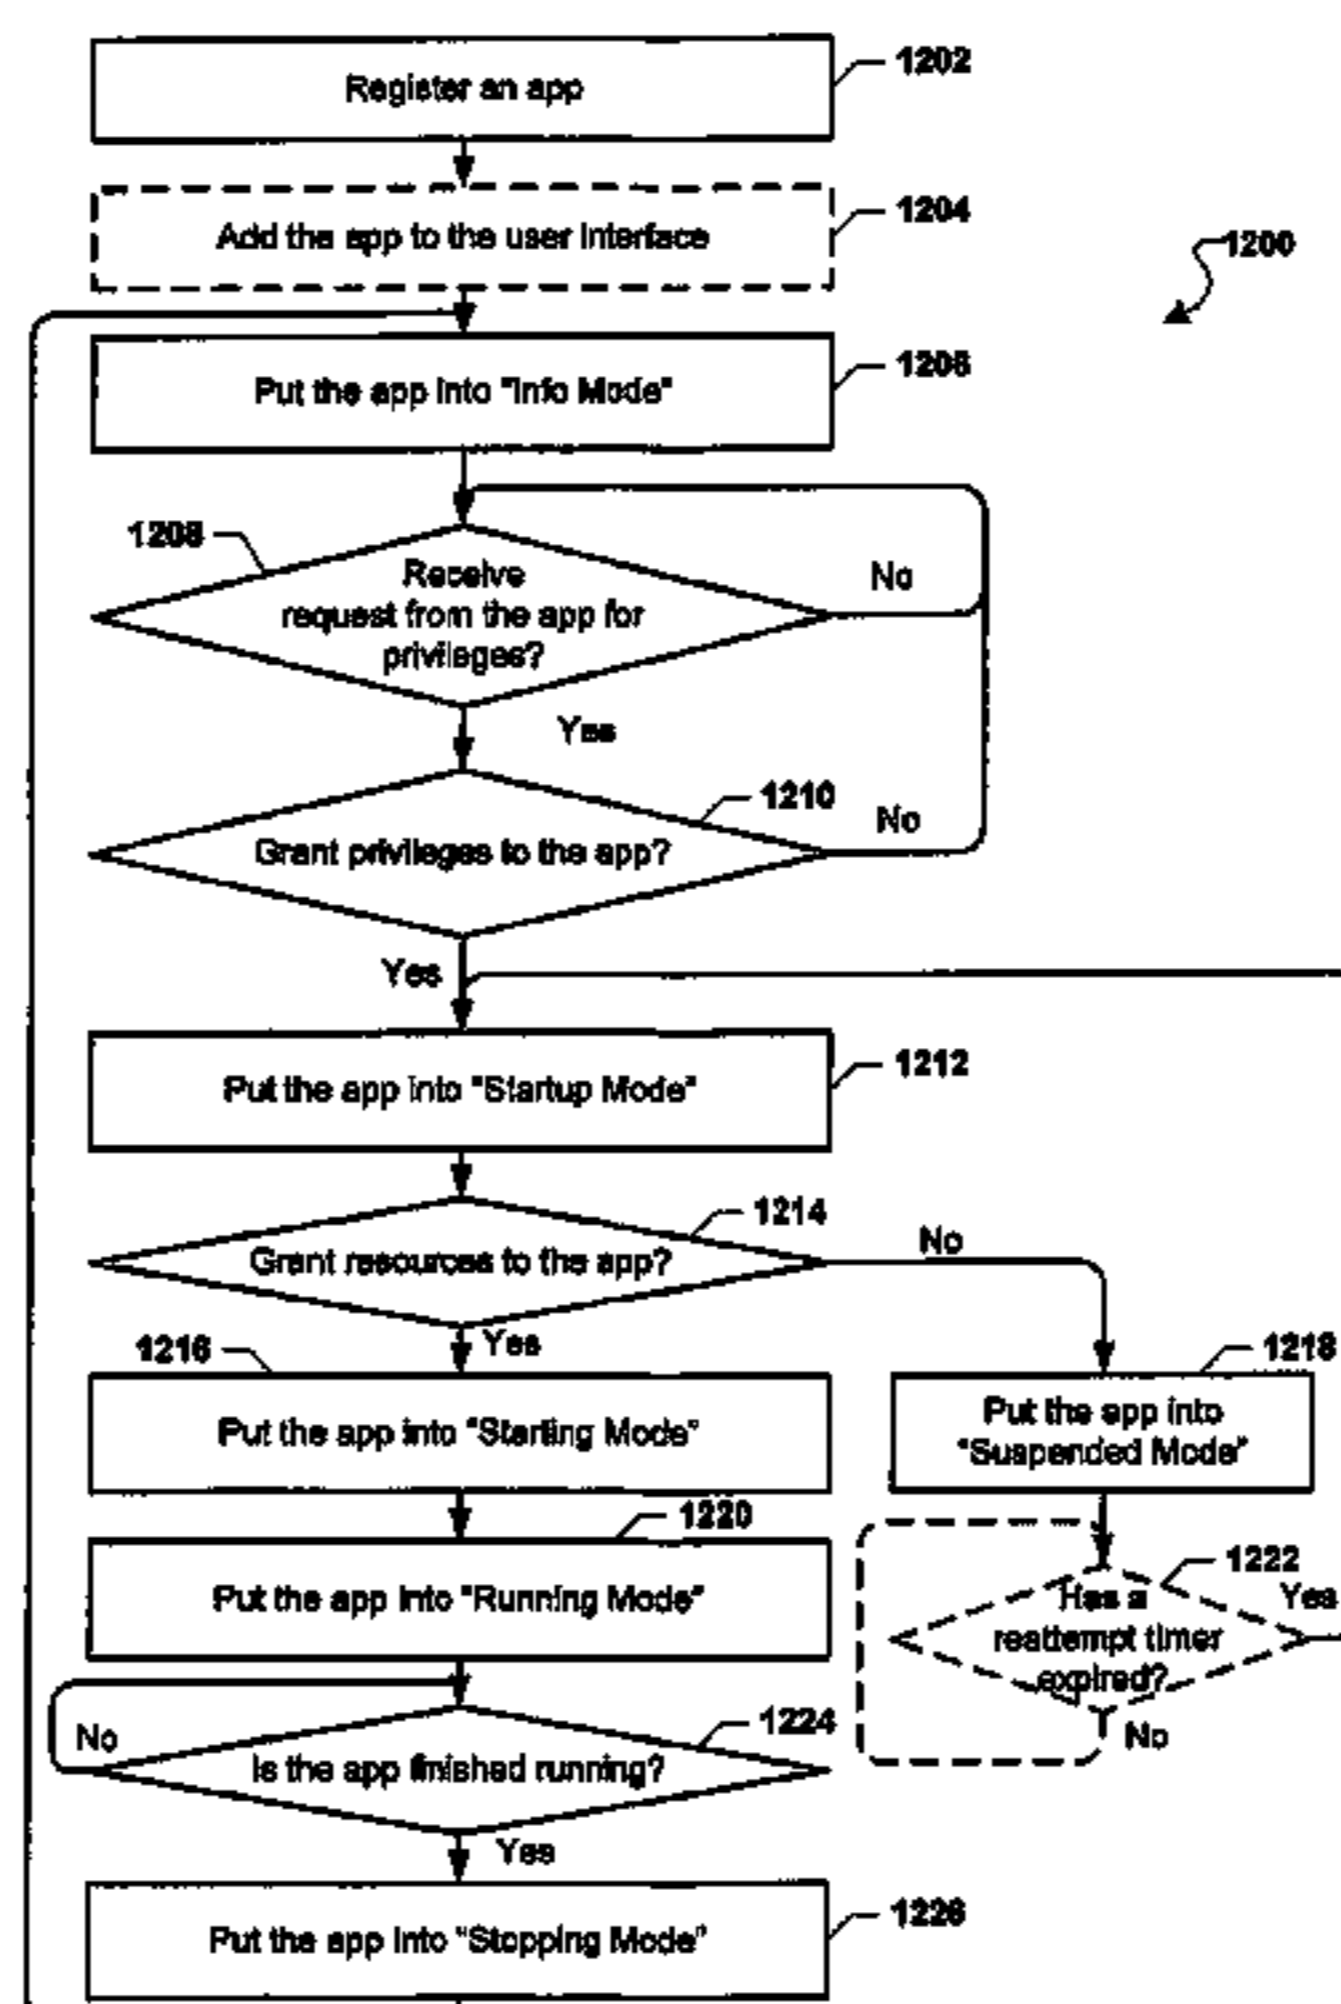 Register an app
1202
Add the app to the user interface
1204
1200
Put the app into "Info Mode"
1206
1208
Receive
request from the app for
privileges?
No
Yes
1210
Grant privileges to the app?
No
Yes
Put the app into "Startup Mode"
1212
1214
Grant resources to the app?
No
Yes
1216
Put the app into "Starting Mode"
1218
Put the app into
"Suspended Mode"
1220
Put the app into "Running Mode"
1222
Has a
reattempt timer
expired?
Yes
No
1224
Is the app finished running?
No
Yes
Put the app into "Stopping Mode"
1226